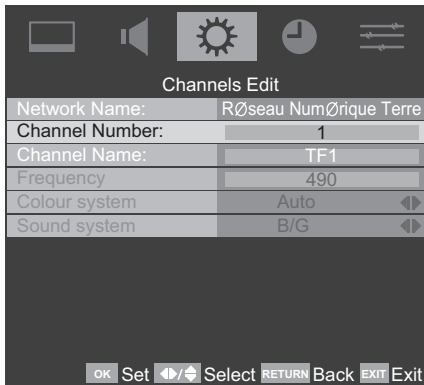 Channels Edit
Network Name: RØseau NumØrique Terre
Channel Number: 1
Channel Name: TF1
Frequency 490
Colour system Auto
Sound system B/G
OK Set / Select RETURN Back EXIT Exit